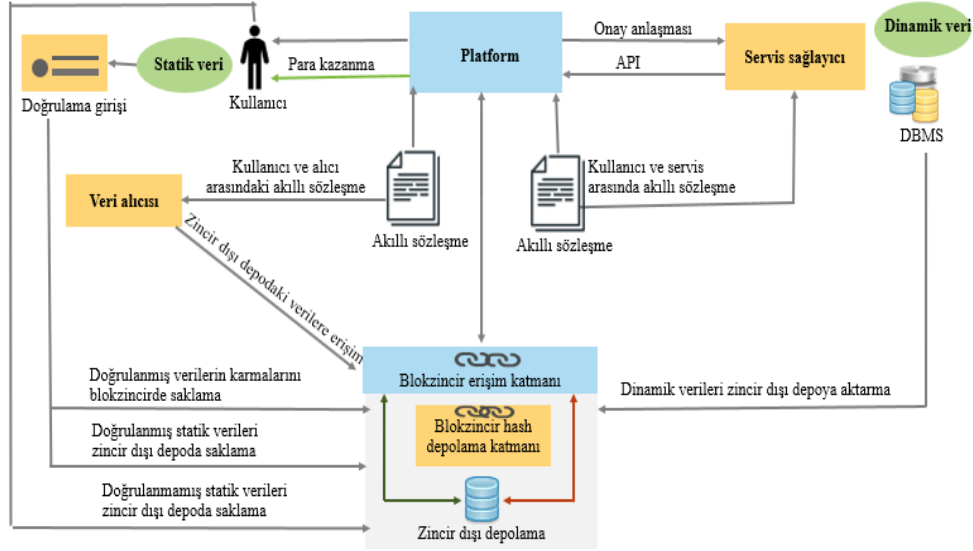 Dinamik veri
Onay anlaşması
Platform
Servis sağlayıcı
API
Statik veri
Para kazanma
Kullanıcı
Doğrulama girişi
DBMS
Kullanıcı ve alıcı
arasındaki akıllı sözleşme
Kullanıcı ve servis
arasında akıllı sözleşme
Veri alıcısı
Akıllı sözleşme
Akıllı sözleşme
Zincir dışı depodaki verilere erişim
Blokzincir erişim katmanı
Doğrulanmış verilerin karmalarını
blokzincirde saklama
Dinamik verileri zincir dışı depoya aktarma
Blokzincir hash
depolama katmanı
Doğrulanmış statik verileri
zincir dışı depoda saklama
Doğrulanmamış statik verileri
zincir dışı depoda saklama
Zincir dışı depolama